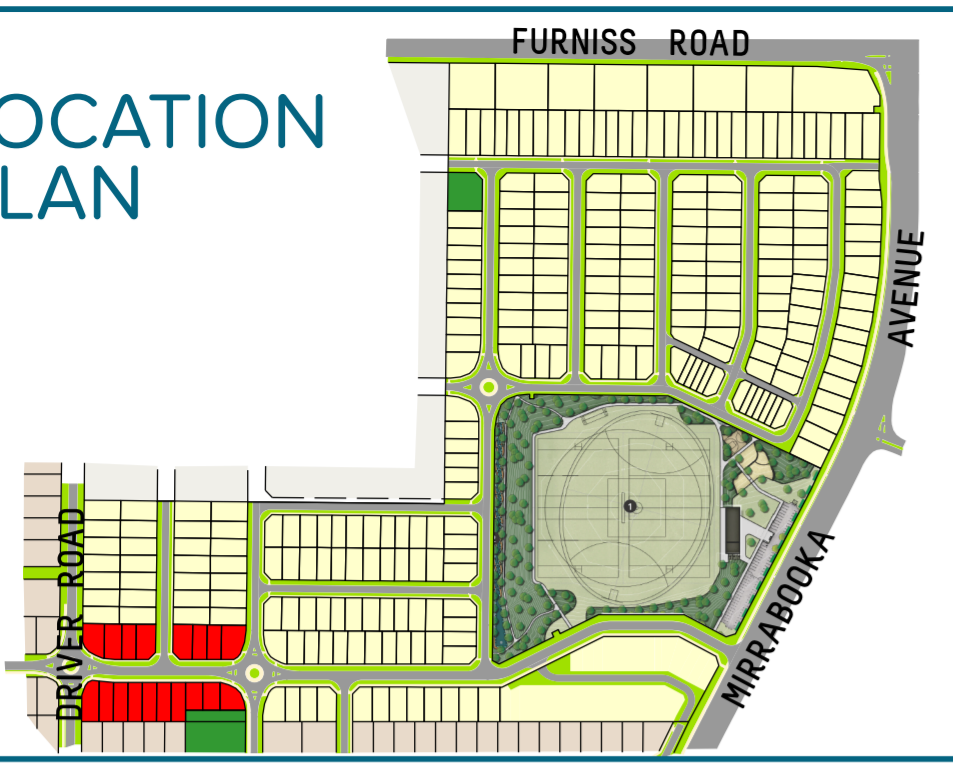 FURNISS ROAD
OCATION
LAN
AVENUE
DRIVER ROAD
1
MIRRABOOKA